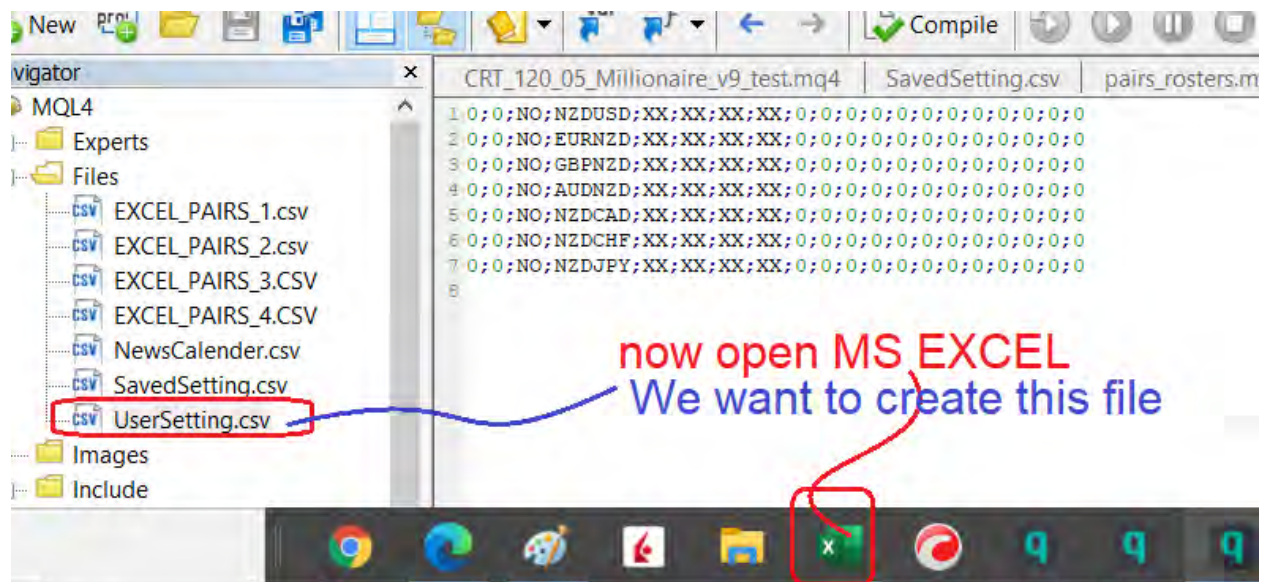 New
Compile
vigator
CRT_120_05_Millionaire_v9_test.mq4
SavedSetting.csv
pairs_rosters.m
MQL4
Experts
Files
EXCEL_PAIRS_1.csv
EXCEL_PAIRS_2.csv
EXCEL_PAIRS_3.CSV
EXCEL_PAIRS_4.CSV
NewsCalender.csv
SavedSetting.csv
UserSetting.csv
Images
Include
1 0;0;NO;NZDUSD;XX;XX;XX;XX;0;0;0;0;0;0;0;0;0;0;0
2 0;0;NO;EURNZD;XX;XX;XX;XX;0;0;0;0;0;0;0;0;0;0;0
3 0;0;NO;GBPNZD;XX;XX;XX;XX;0;0;0;0;0;0;0;0;0;0;0
4 0;0;NO;AUDNZD;XX;XX;XX;XX;0;0;0;0;0;0;0;0;0;0;0
5 0;0;NO;NZDCAD;XX;XX;XX;XX;0;0;0;0;0;0;0;0;0;0;0
6 0;0;NO;NZDCHF;XX;XX;XX;XX;0;0;0;0;0;0;0;0;0;0;0
7 0;0;NO;NZDJPY;XX;XX;XX;XX;0;0;0;0;0;0;0;0;0;0;0
8
now open MS EXCEL
We want to create this file